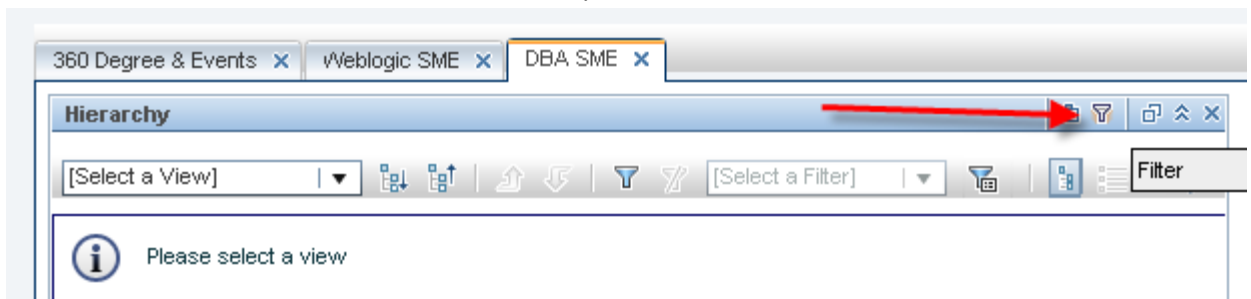 360 Degree & Events
Weblogic SME
DBA SME
Hierarchy
[Select a View]
[Select a Filter]
Filter
Please select a view